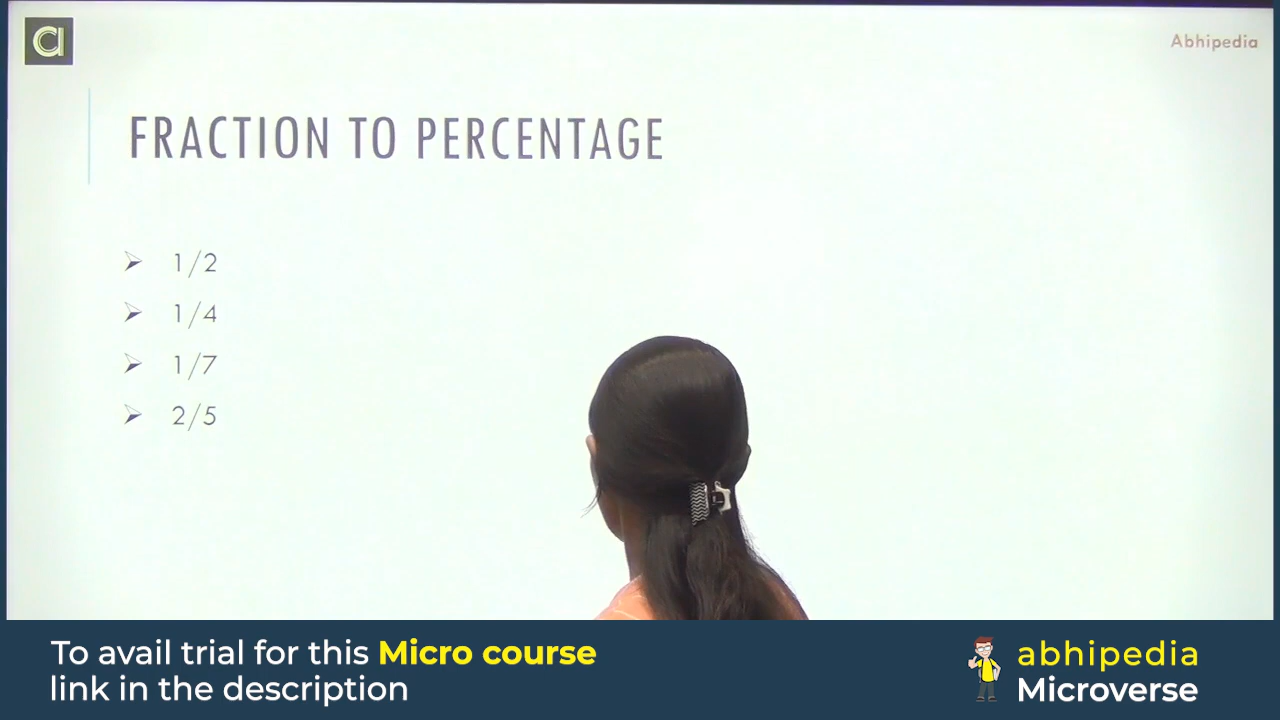 a
Abhipedia
FRACTION TO PERCENTAGE
➢ 1/2
➢ 1/4
➢ 1/7
➢ 2/5
To avail trial for this Micro course
link in the description
abhipedia
Microverse